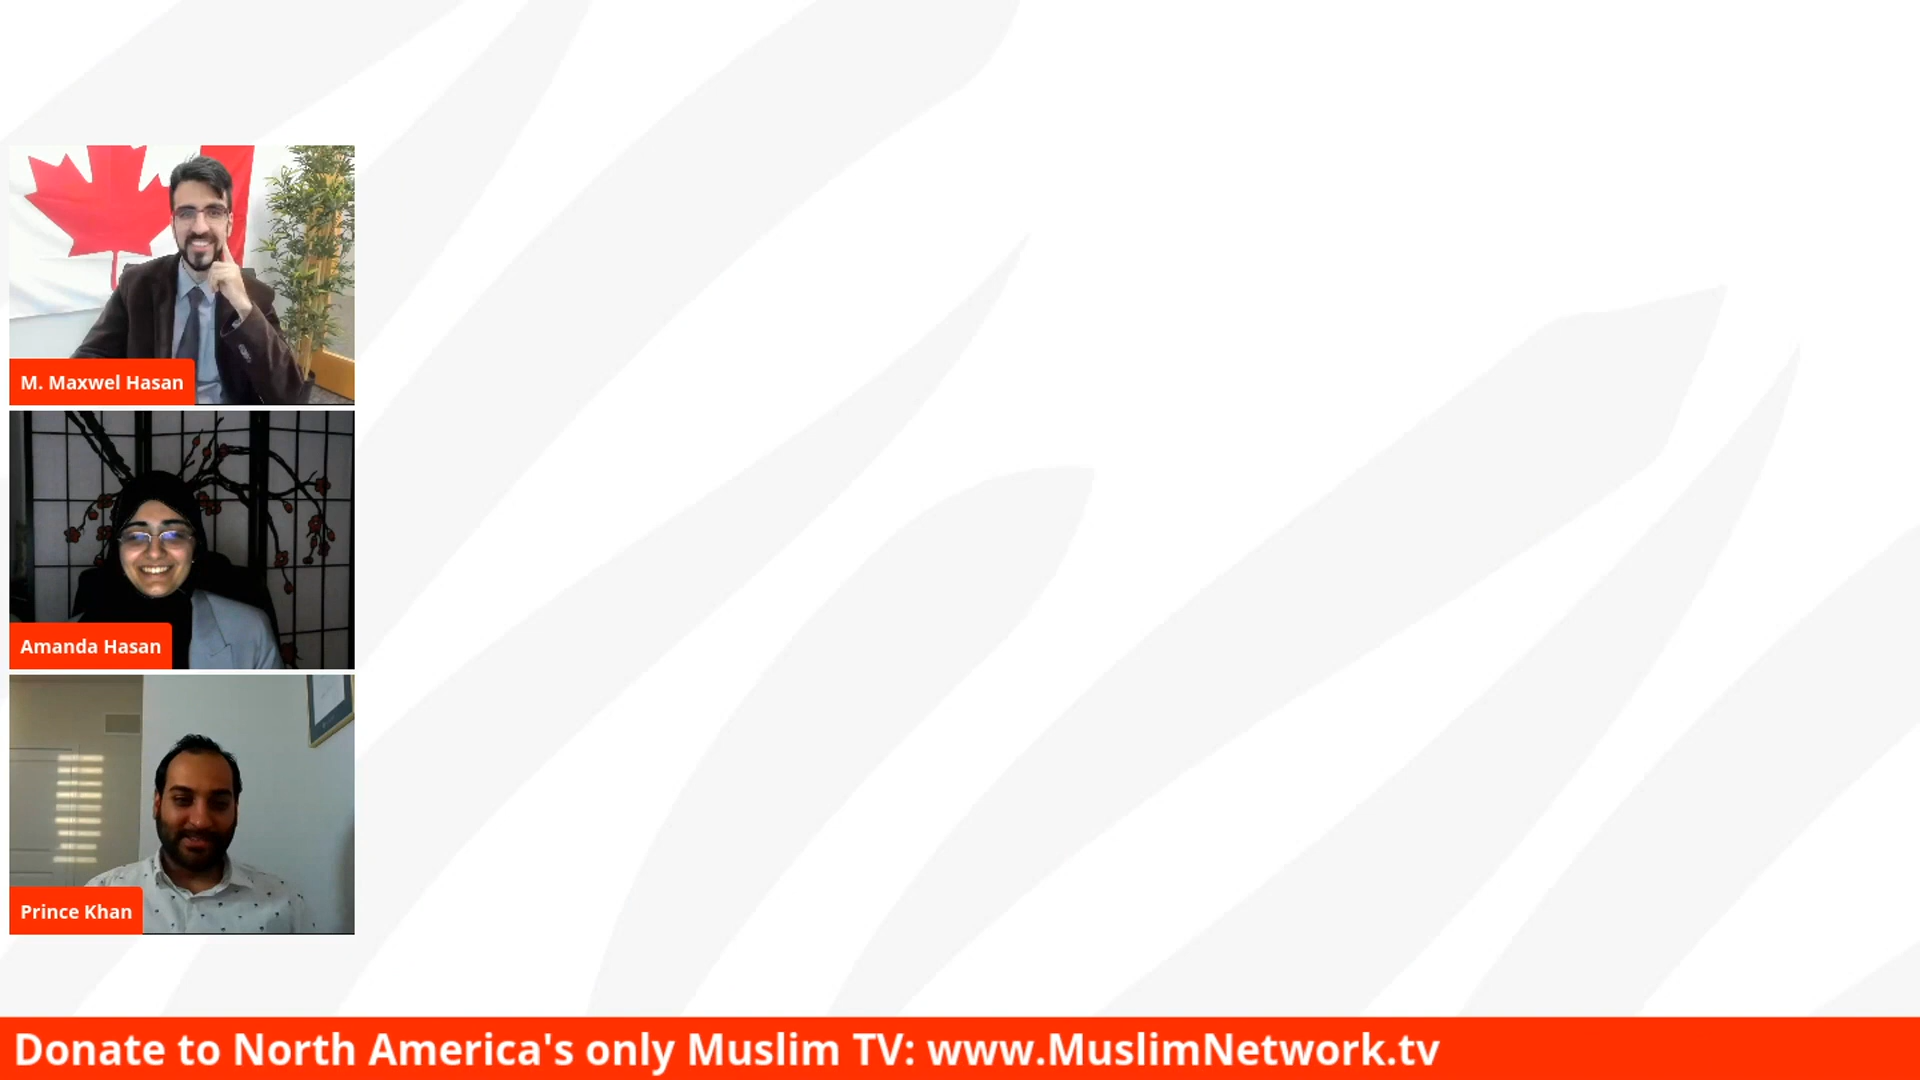 M. Maxwel Hasan
Amanda Hasan
Prince Khan
Donate to North America's only Muslim TV: www.MuslimNetwork.tv